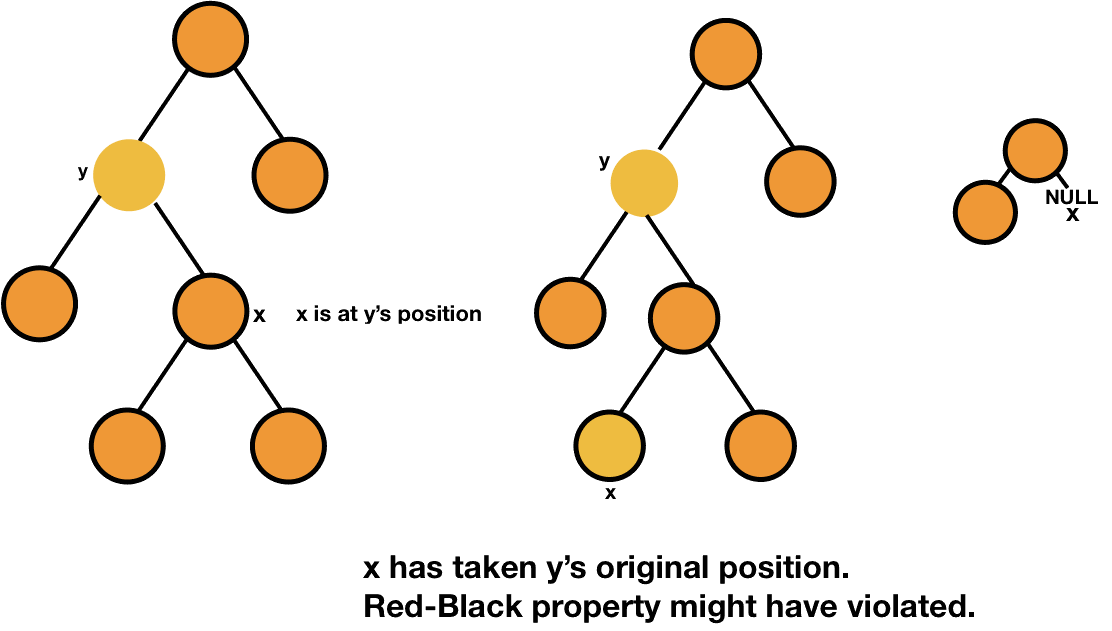 y
x
x is at y's position
y
x
NULL
x
x has taken y's original position.
Red-Black property might have violated.